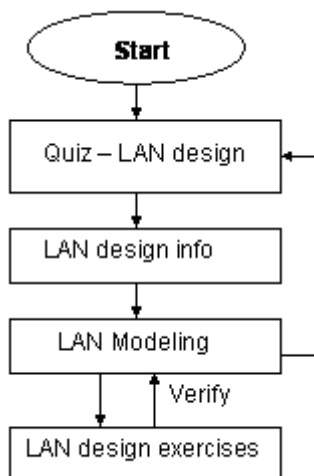 Start
Quiz – LAN design
LAN design info
LAN Modeling
Verify
LAN design exercises